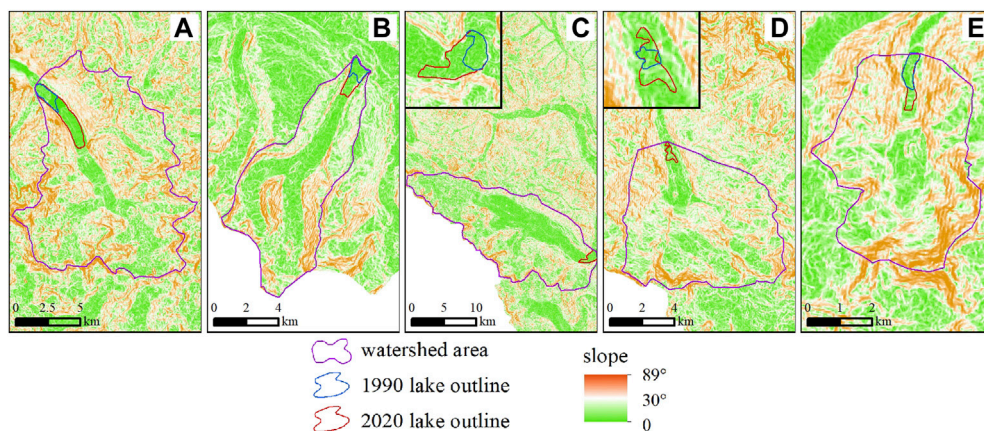 A
B
C
D
E
0 2.5 5
km
0 2 4
km
0 5 10
km
0 2 4
km
0 1 2
km
watershed area
1990 lake outline
2020 lake outline
slope
89°
30°
0